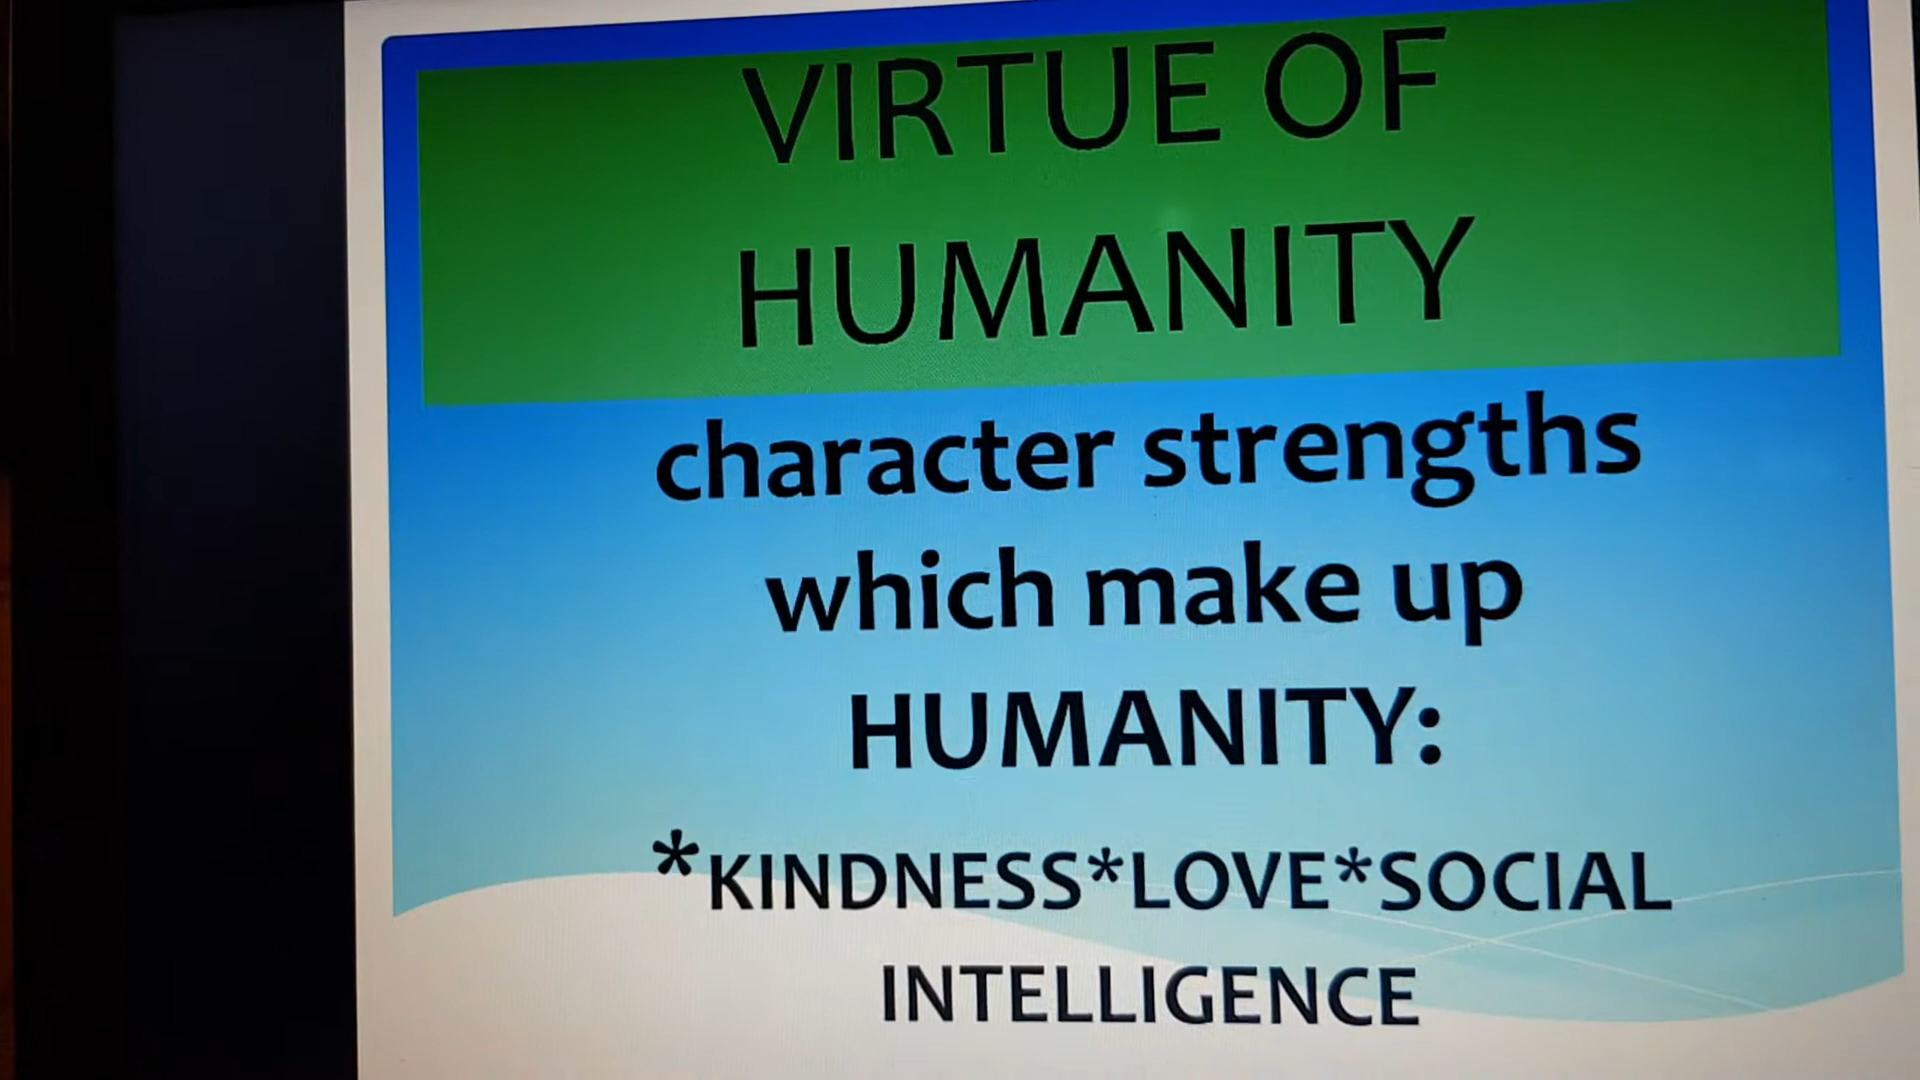 VIRTUE OF
HUMANITY
character strengths
which make up
HUMANITY:
*KINDNESS*LOVE*SOCIAL
INTELLIGENCE